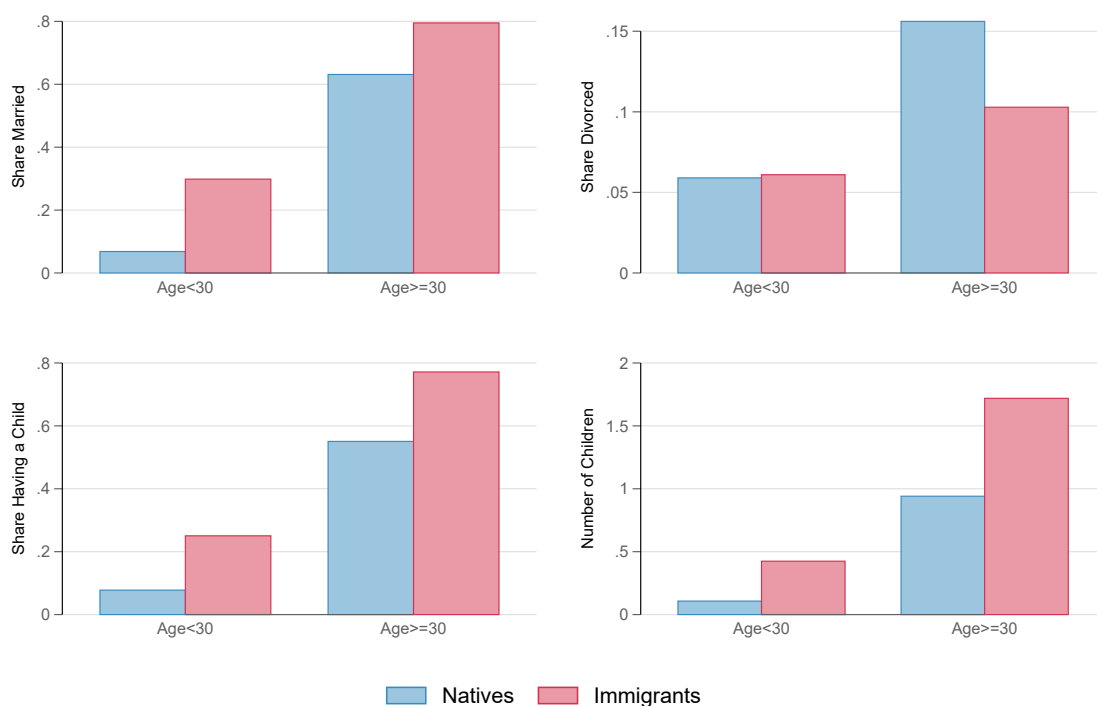 Share Married
.8
.6
.4
.2
0
Age<30
Age>=30
Share Divorced
.15
.1
.05
0
Age<30
Age>=30
Share Having a Child
.8
.6
.4
.2
0
Age<30
Age>=30
Number of Children
2
1.5
1
.5
0
Age<30
Age>=30
Natives
Immigrants